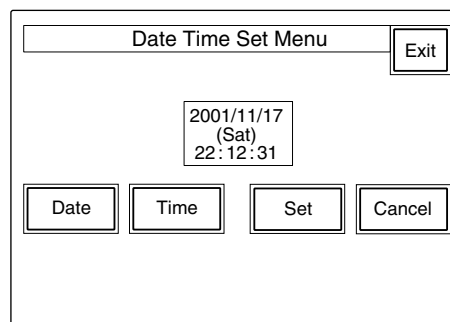 Date Time Set Menu
Exit
2001/11/17
(Sat)
22:12:31
Date
Time
Set
Cancel